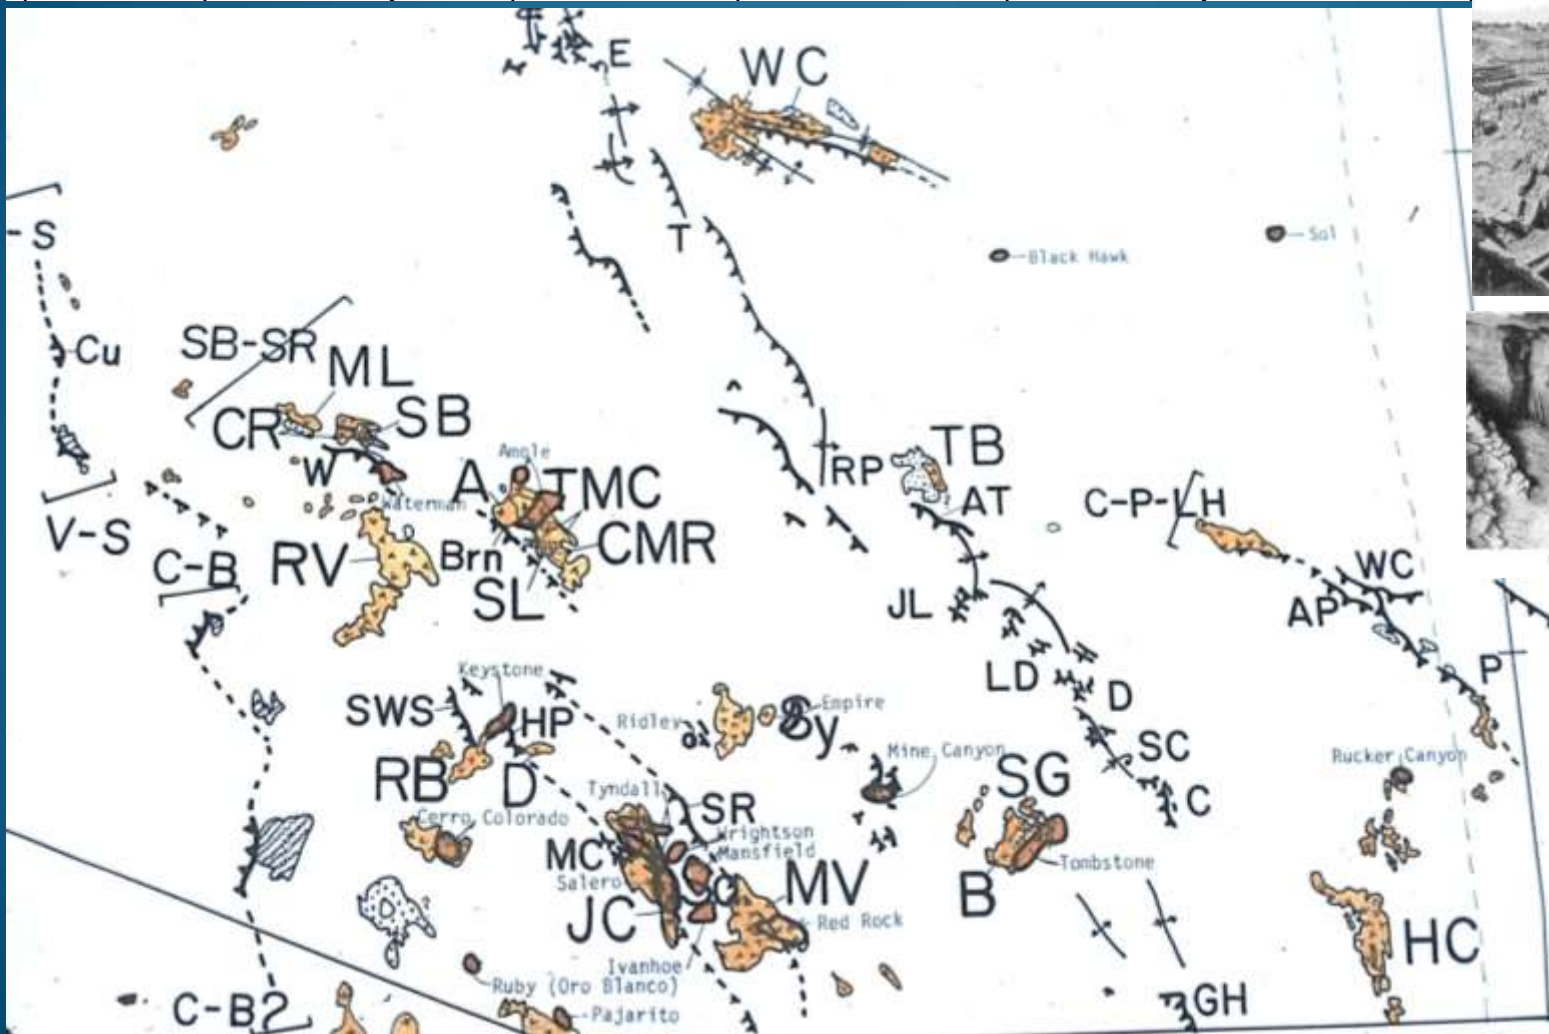 E
WC
- S
T
Sol
Black Hawk
Cu
SB-SR
ML
CR
SB
W
Waterman
A
TMC
RP
TB
AT
C-P-LH
V-S
C-B
RV
D
Brn
CMR
SL
WC
JL
AP
LD
D
P
Keystone
SWS
HP
Ridley
Empire
Sy
SC
Mine Canyon
Rucker Canyon
RB
D
SG
Tyndall
SR
C
Cerro Colorado
Wrightson
Mansfield
MC
Tombstone
Salero
MV
B
JC
D
?
Red Rock
HC
Ivanhoe
Ruby (Oro Blanco)
C-B?
Pajarito
GH